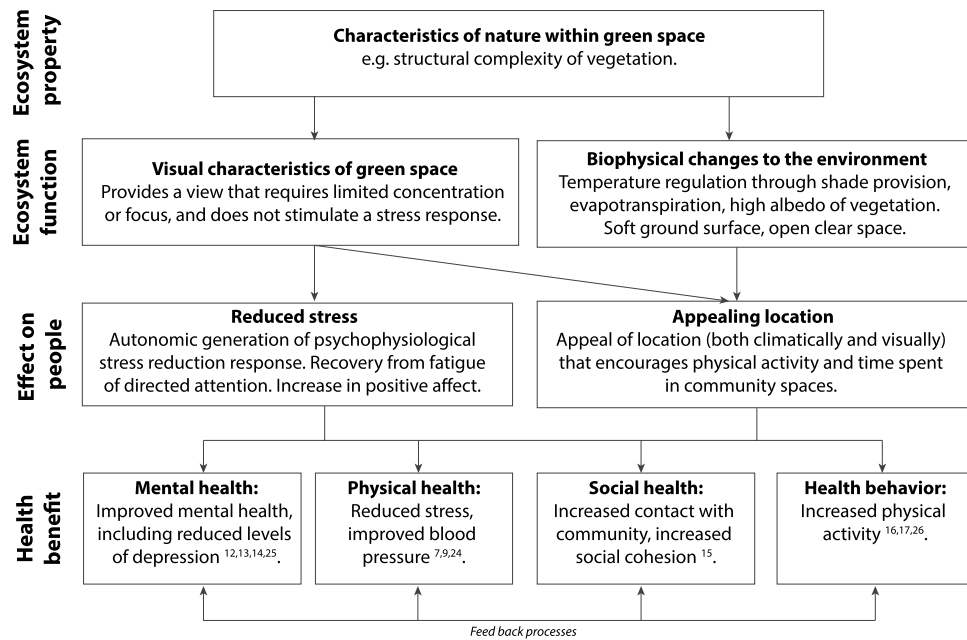 Ecosystem
property
Characteristics of nature within green space
e.g. structural complexity of vegetation.
Ecosystem
function
Visual characteristics of green space
Provides a view that requires limited concentration
or focus, and does not stimulate a stress response.
Biophysical changes to the environment
Temperature regulation through shade provision,
evapotranspiration, high albedo of vegetation.
Soft ground surface, open clear space.
Effect on
people
Reduced stress
Autonomic generation of psychophysiological
stress reduction response. Recovery from fatigue
of directed attention. Increase in positive affect.
Appealing location
Appeal of location (both climatically and visually)
that encourages physical activity and time spent
in community spaces.
Health
benefit
Mental health:
Improved mental health,
including reduced levels
of depression 12,13,14,25.
Physical health:
Reduced stress,
improved blood
pressure 7,9,24.
Social health:
Increased contact with
community, increased
social cohesion 15.
Health behavior:
Increased physical
activity 16,17,26.
Feed back processes